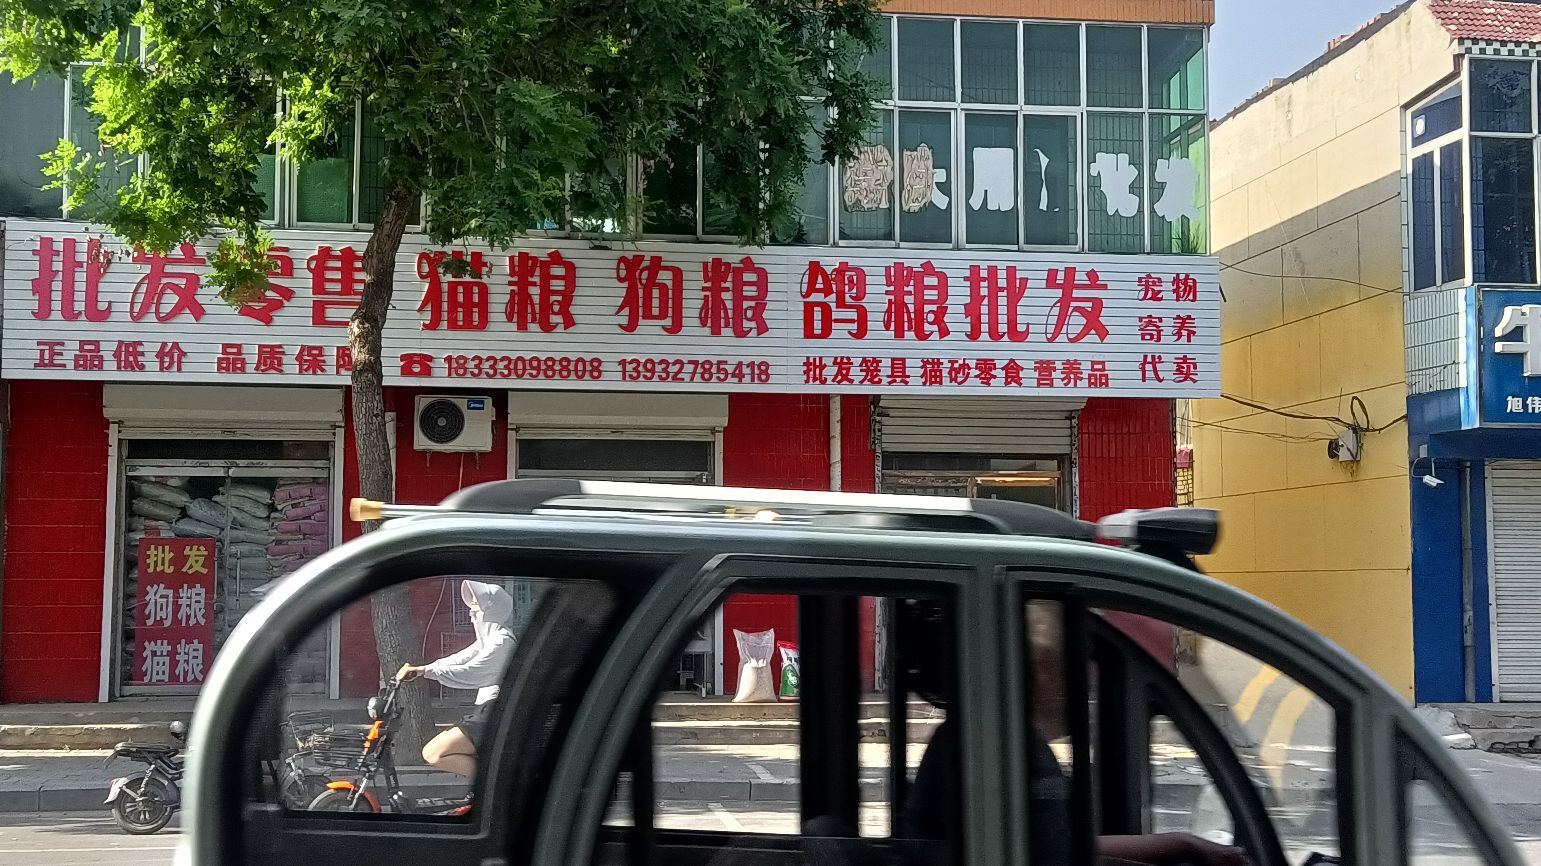 批发零售 猫粮 狗粮 鸽粮批发
正品低价 品质保障 ☎18333098808 13932785418
批发笼具 猫砂零食 营养品
宠物
寄养
代卖
批发
狗粮
猫粮
旭伟